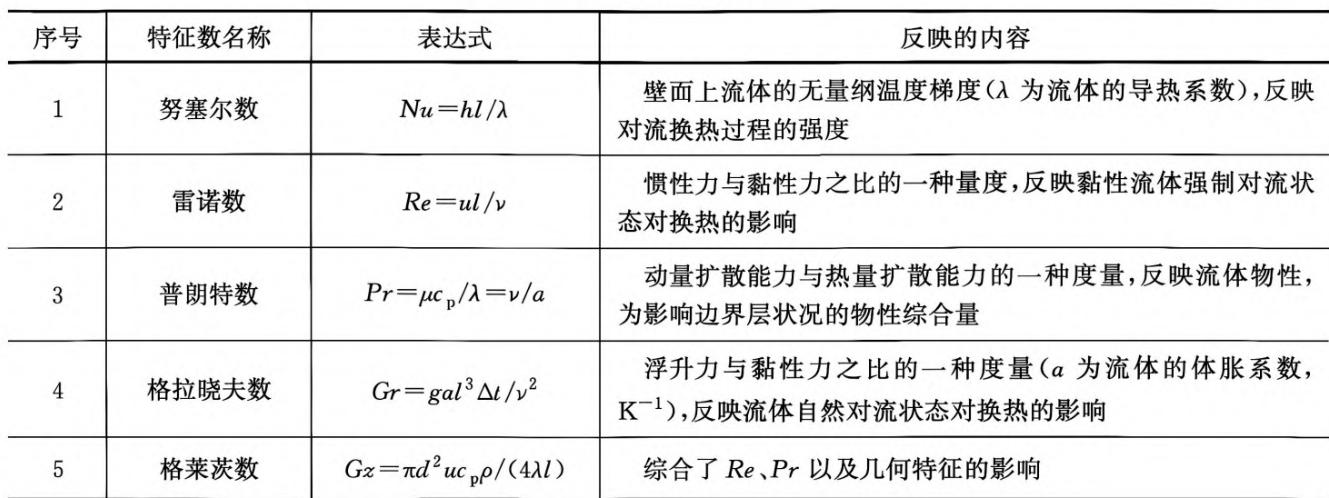 序号 特征数名称 表达式 反映的内容
1 努塞尔数 Nu=hl/λ 壁面上流体的无量纲温度梯度(λ 为流体的导热系数),反映
对流换热过程的强度
2 雷诺数 Re=ul/ν 惯性力与黏性力之比的一种量度,反映黏性流体强制对流状
态对换热的影响
3 普朗特数 Pr=μc_p/λ=ν/a 动量扩散能力与热量扩散能力的一种度量,反映流体物性,
为影响边界层状况的物性综合量
4 格拉晓夫数 Gr=gal³Δt/ν² 浮升力与黏性力之比的一种度量(a 为流体的体胀系数,
K⁻¹),反映流体自然对流状态对换热的影响
5 格莱茨数 Gz=πd²uc_pρ/(4λl) 综合了 Re、Pr 以及几何特征的影响